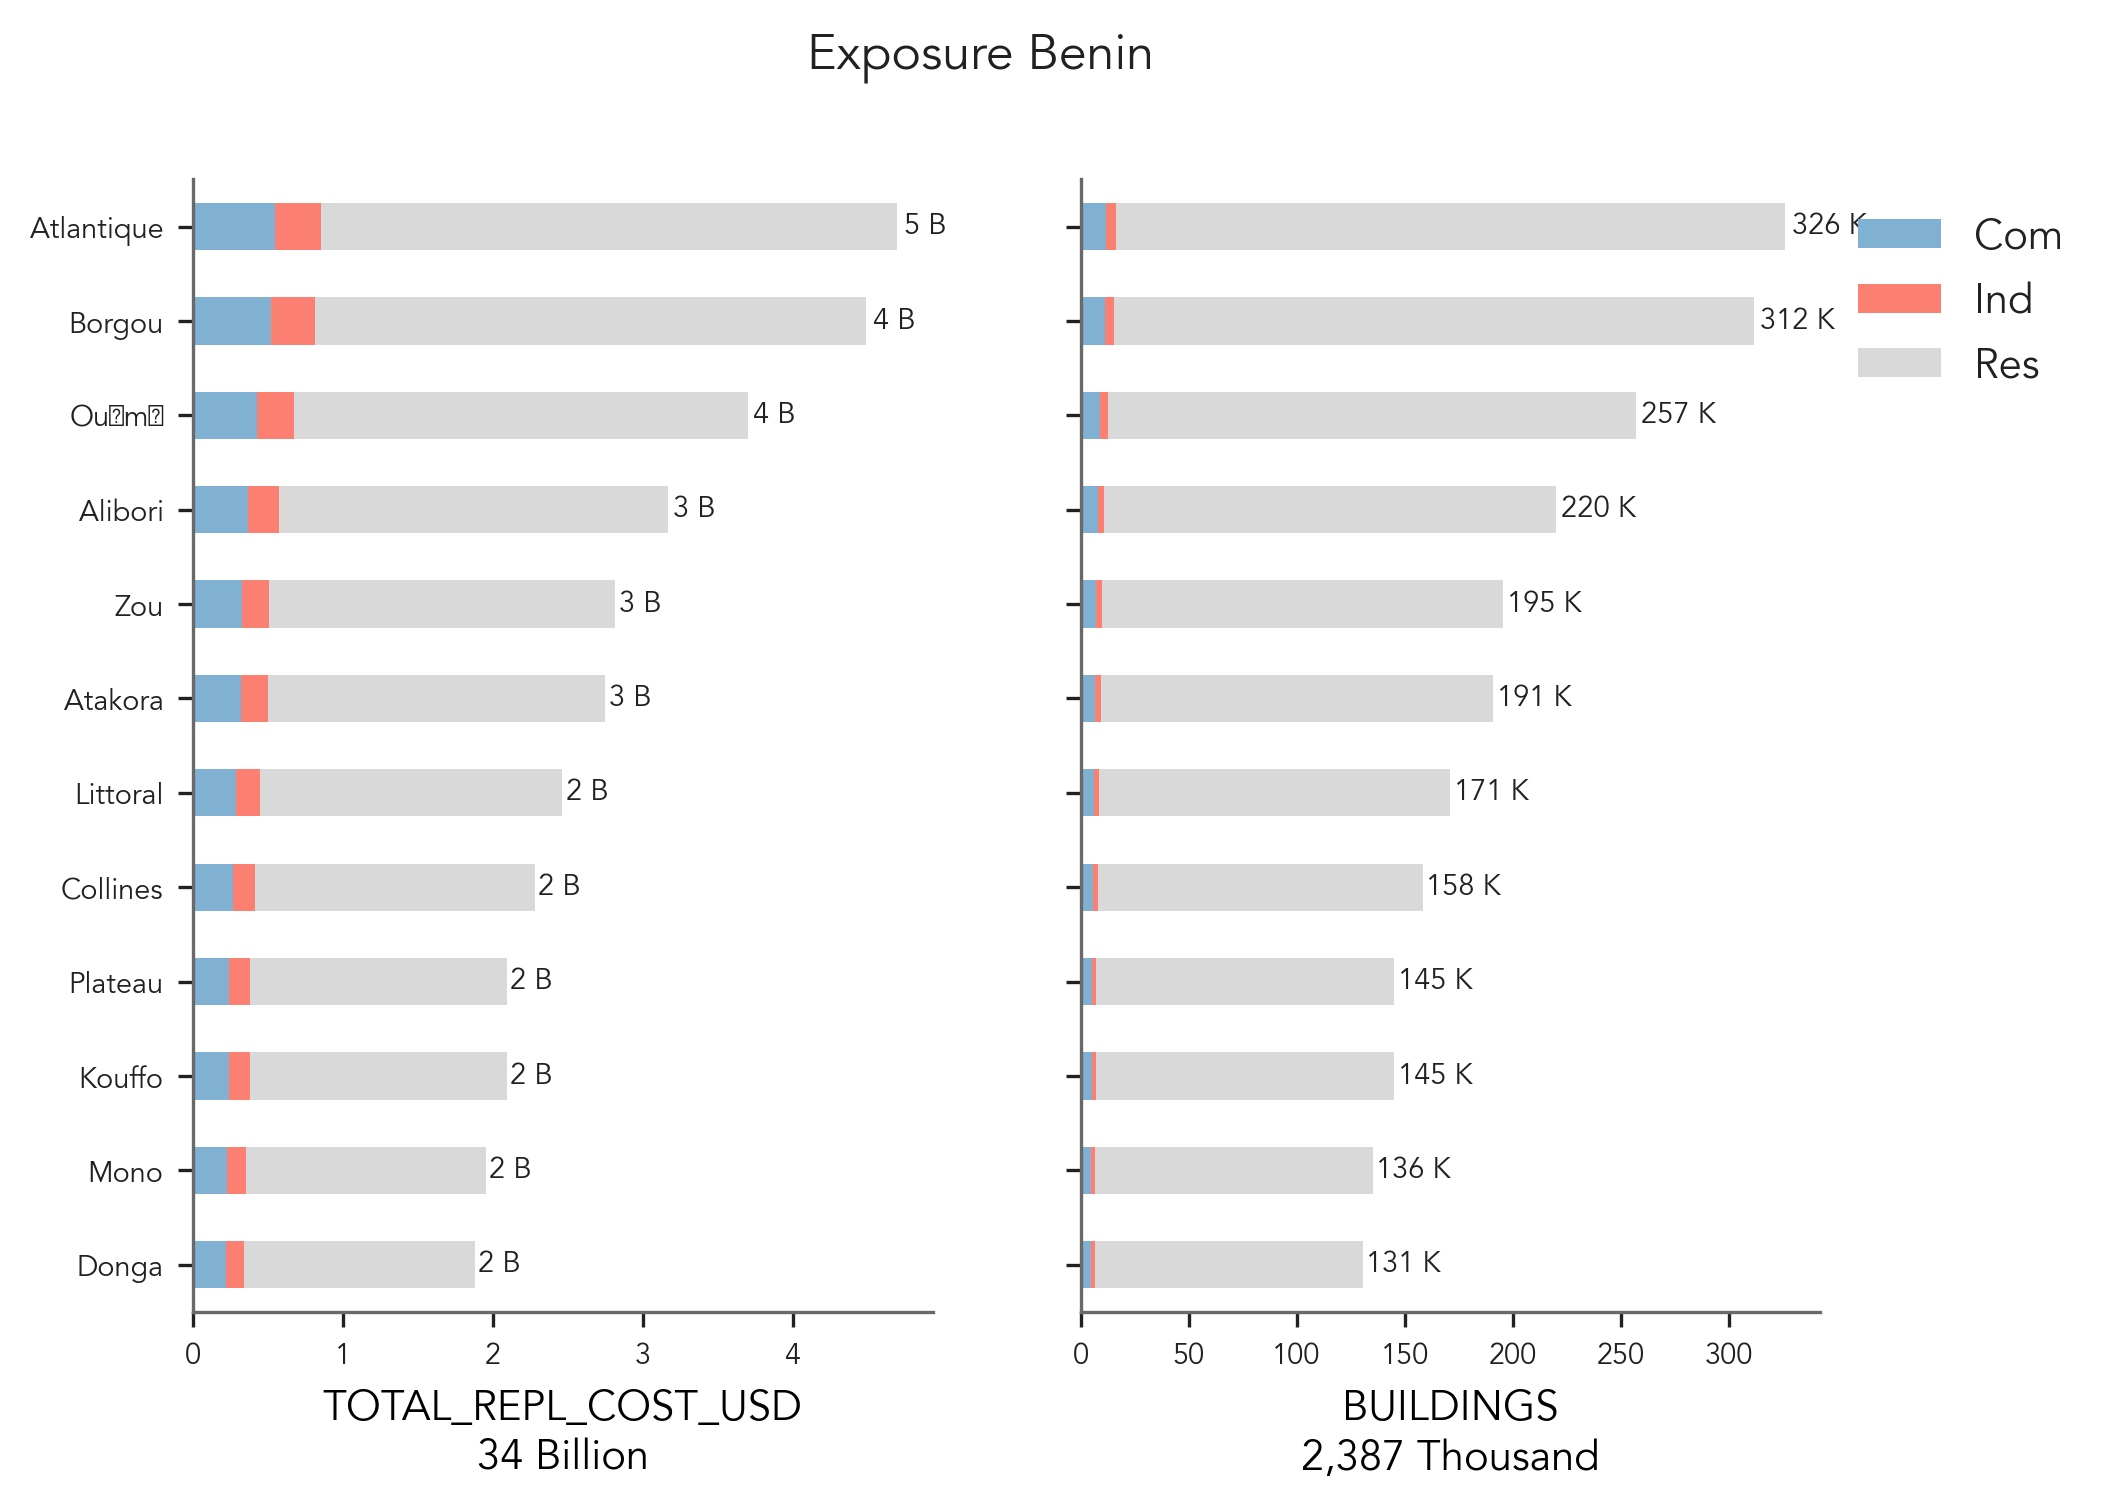 Exposure Benin
Atlantique
Borgou
Ou�m�
Alibori
Zou
Atakora
Littoral
Collines
Plateau
Kouffo
Mono
Donga
5 B
4 B
4 B
3 B
3 B
3 B
2 B
2 B
2 B
2 B
2 B
2 B
0 1 2 3 4
TOTAL_REPL_COST_USD
34 Billion
326 K
312 K
257 K
220 K
195 K
191 K
171 K
158 K
145 K
145 K
136 K
131 K
0 50 100 150 200 250 300
BUILDINGS
2,387 Thousand
Com
Ind
Res